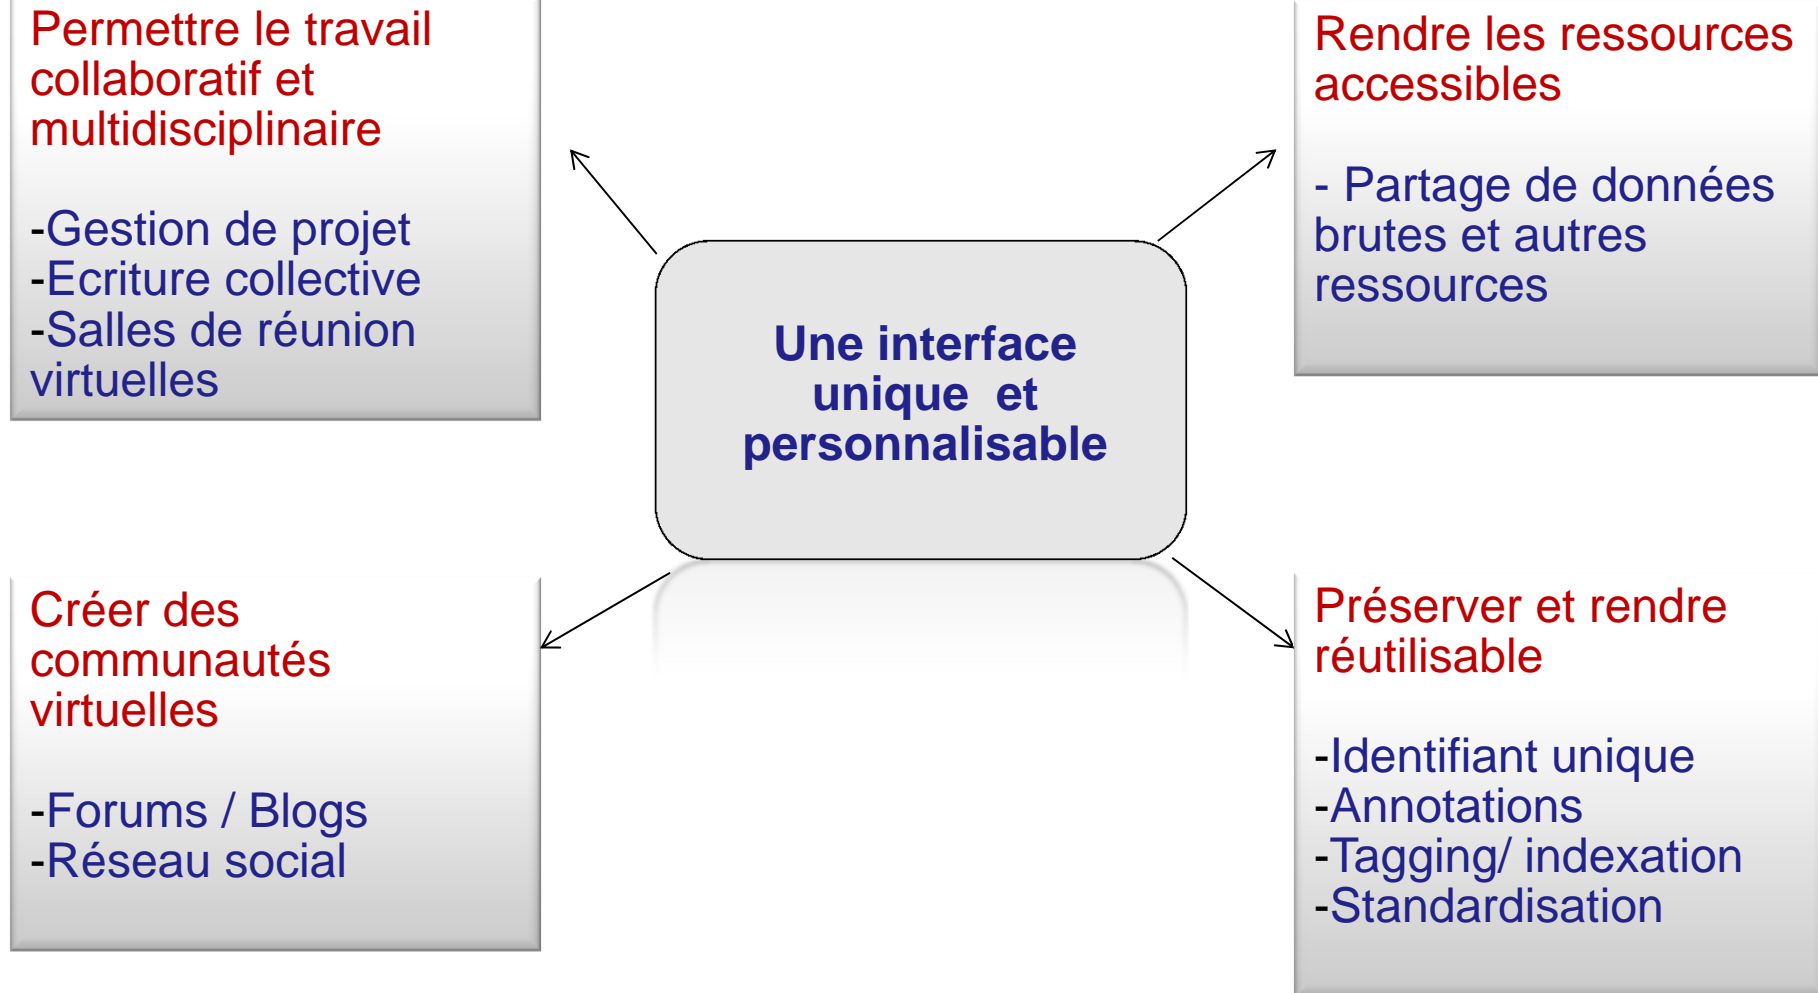 Permettre le travail
collaboratif et
multidisciplinaire
-Gestion de projet
-Ecriture collective
-Salles de réunion
virtuelles
Rendre les ressources
accessibles
- Partage de données
brutes et autres
ressources
Une interface
unique  et
personnalisable
Créer des
communautés
virtuelles
-Forums / Blogs
-Réseau social
Préserver et rendre
réutilisable
-Identifiant unique
-Annotations
-Tagging/ indexation
-Standardisation